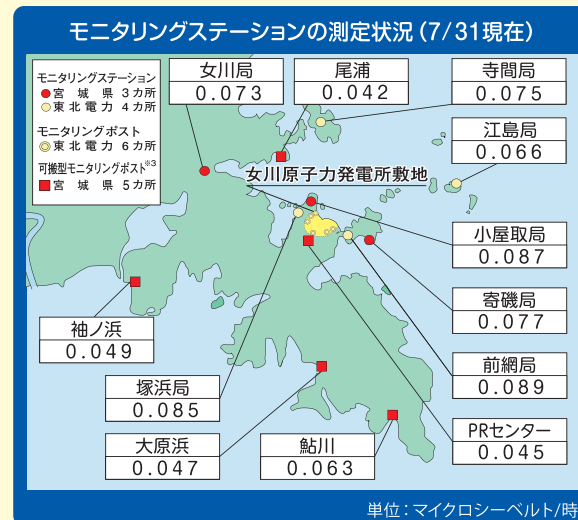 モニタリングステーションの測定状況(7/31現在)
モニタリングステーション
宮城県 3カ所
東北電力 4カ所
モニタリングポスト
東北電力 6カ所
可搬型モニタリングポスト※3
宮城県 5カ所
女川局
0.073
尾浦
0.042
寺間局
0.075
江島局
0.066
女川原子力発電所敷地
小屋取局
0.087
寄磯局
0.077
前網局
0.089
PRセンター
0.045
袖ノ浜
0.049
塚浜局
0.085
大原浜
0.047
鮎川
0.063
単位:マイクロシーベルト/時